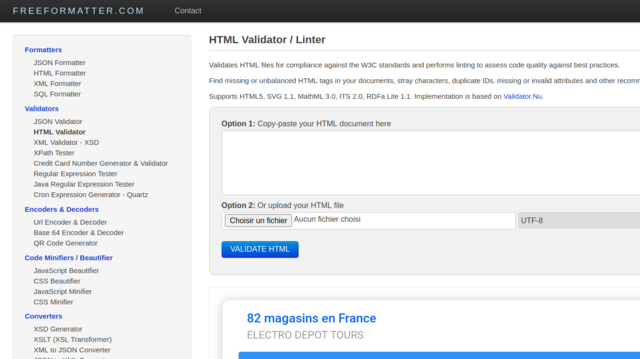 FREEFORMATTER.COM
Contact
Formatters
JSON Formatter
HTML Formatter
XML Formatter
SQL Formatter
Validators
JSON Validator
HTML Validator
XML Validator - XSD
XPath Tester
Credit Card Number Generator & Validator
Regular Expression Tester
Java Regular Expression Tester
Cron Expression Generator - Quartz
Encoders & Decoders
Url Encoder & Decoder
Base 64 Encoder & Decoder
QR Code Generator
Code Minifiers / Beautifier
JavaScript Beautifier
CSS Beautifier
JavaScript Minifier
CSS Minifier
Converters
XSD Generator
XSLT (XSL Transformer)
XML to JSON Converter
HTML Validator / Linter
Validates HTML files for compliance against the W3C standards and performs linting to assess code quality against best practices.
Find missing or unbalanced HTML tags in your documents, stray characters, duplicate IDs, missing or invalid attributes and other recom
Supports HTML5, SVG 1.1, MathML 3.0, ITS 2.0, RDFa Lite 1.1. Implementation is based on Validator.Nu.
Option 1: Copy-paste your HTML document here
Option 2: Or upload your HTML file
Choisir un fichier Aucun fichier choisi
UTF-8
VALIDATE HTML
82 magasins en France
ELECTRO DEPOT TOURS